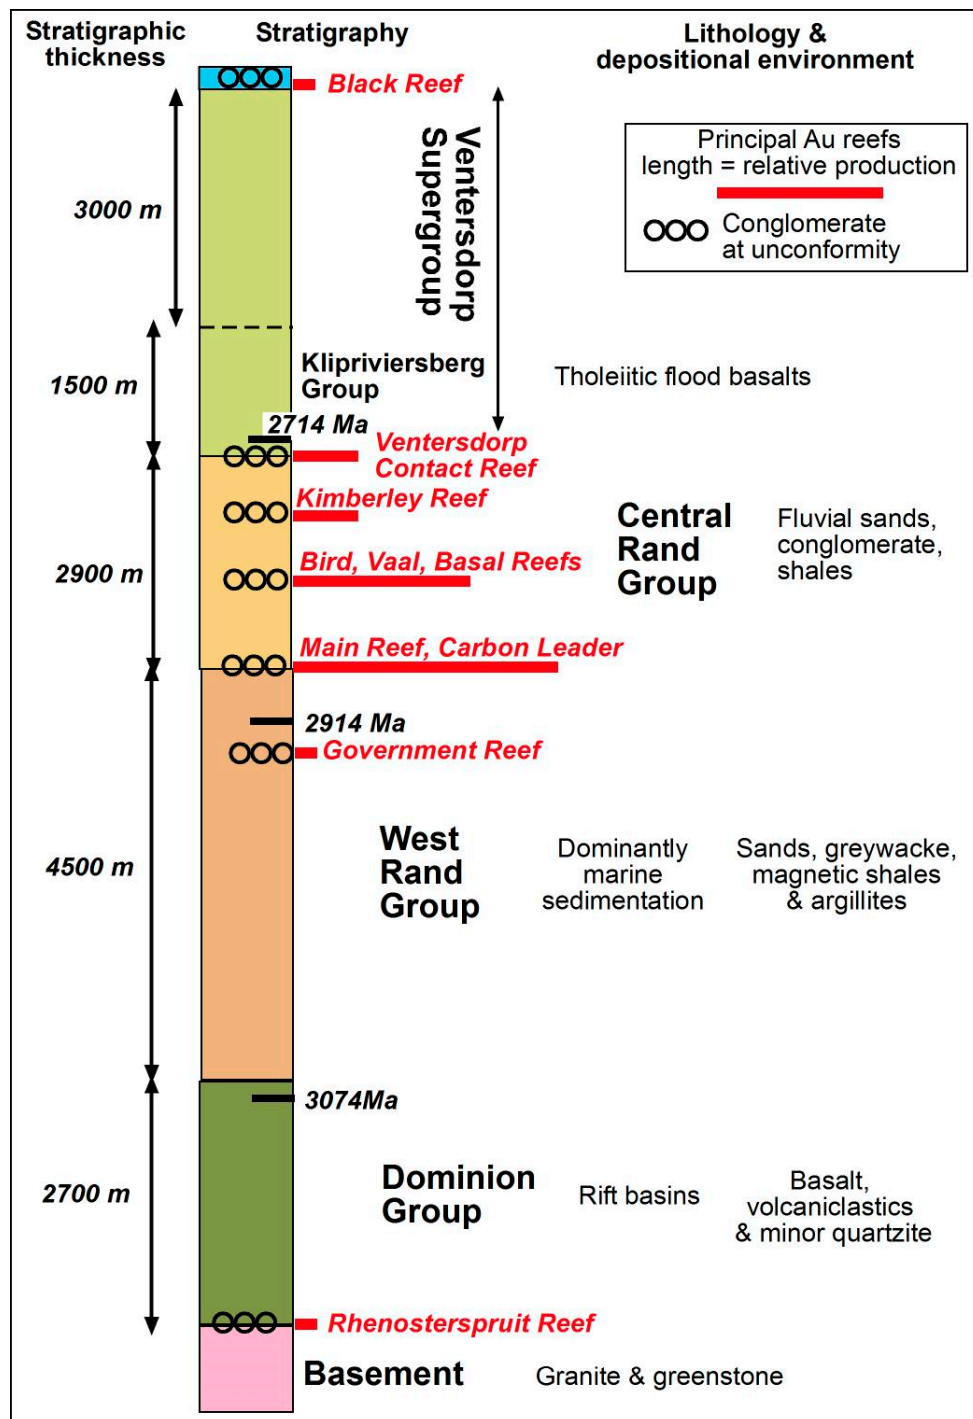 Stratigraphic
thickness
Stratigraphy
Lithology &
depositional environment
Black Reef
Principal Au reefs
length = relative production
Conglomerate
at unconformity
3000 m
Ventersdorp
Supergroup
1500 m
Klipriviersberg
Group
Tholeiitic flood basalts
2714 Ma
Ventersdorp
Contact Reef
2900 m
Kimberley Reef
Bird, Vaal, Basal Reefs
Main Reef, Carbon Leader
Central
Rand
Group
Fluvial sands,
conglomerate,
shales
2914 Ma
Government Reef
4500 m
West
Rand
Group
Dominantly
marine
sedimentation
Sands, greywacke,
magnetic shales
& argillites
3074Ma
2700 m
Dominion
Group
Rift basins
Basalt,
volcaniclastics
& minor quartzite
Rhenosterspruit Reef
Basement
Granite & greenstone